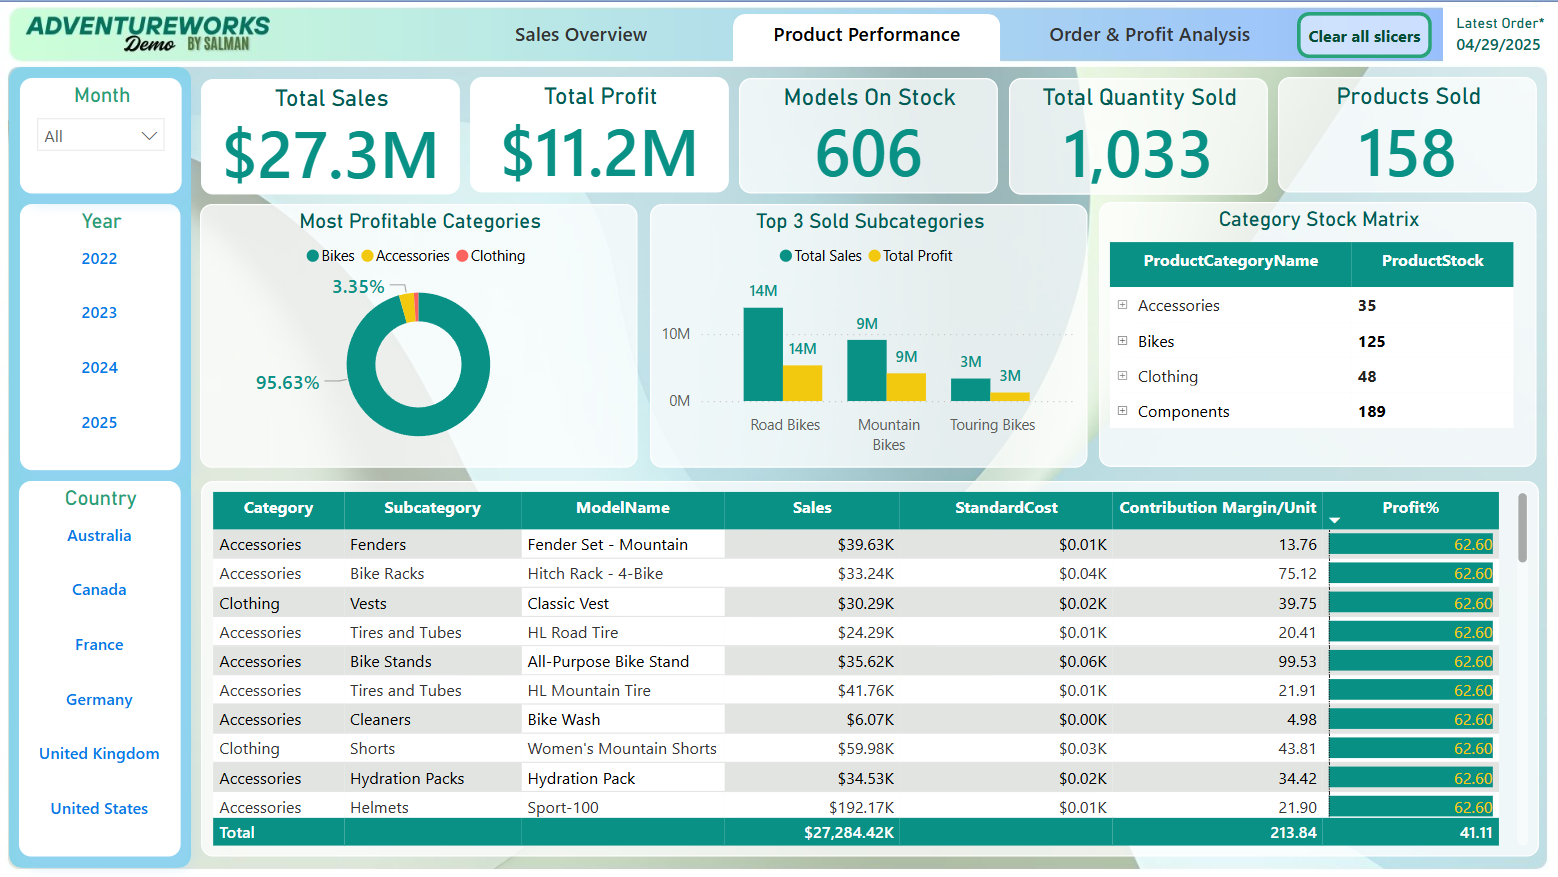 ADVENTUREWORKS
Demo BY SALMAN
Sales Overview
Product Performance
Order & Profit Analysis
Clear all slicers
Latest Order*
04/29/2025
Month
All
Total Sales
$27.3M
Total Profit
$11.2M
Models On Stock
606
Total Quantity Sold
1,033
Products Sold
158
Year
2022
2023
2024
2025
Most Profitable Categories
Bikes Accessories Clothing
3.35%
95.63%
Top 3 Sold Subcategories
Total Sales Total Profit
14M
9M
10M
14M
9M
3M
3M
0M
Road Bikes
Mountain
Bikes
Touring Bikes
Category Stock Matrix
ProductCategoryName ProductStock
Accessories 35
Bikes 125
Clothing 48
Components 189
Country
Australia
Canada
France
Germany
United Kingdom
United States
Category Subcategory ModelName Sales StandardCost Contribution Margin/Unit Profit%
Accessories Fenders Fender Set - Mountain $39.63K $0.01K 13.76 62.60
Accessories Bike Racks Hitch Rack - 4-Bike $33.24K $0.04K 75.12 62.60
Clothing Vests Classic Vest $30.29K $0.02K 39.75 62.60
Accessories Tires and Tubes HL Road Tire $24.29K $0.01K 20.41 62.60
Accessories Bike Stands All-Purpose Bike Stand $35.62K $0.06K 99.53 62.60
Accessories Tires and Tubes HL Mountain Tire $41.76K $0.01K 21.91 62.60
Accessories Cleaners Bike Wash $6.07K $0.00K 4.98 62.60
Clothing Shorts Women's Mountain Shorts $59.98K $0.03K 43.81 62.60
Accessories Hydration Packs Hydration Pack $34.53K $0.02K 34.42 62.60
Accessories Helmets Sport-100 $192.17K $0.01K 21.90 62.60
Total $27,284.42K 213.84 41.11